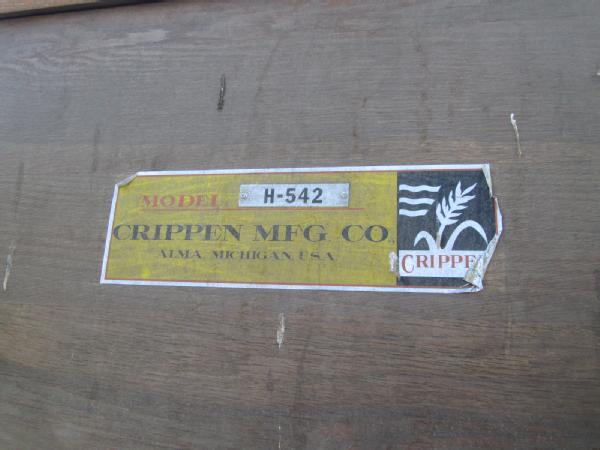 MODEL H-542
CRIPPEN MFG. CO.
ALMA, MICHIGAN, U.S.A.
CRIPPE